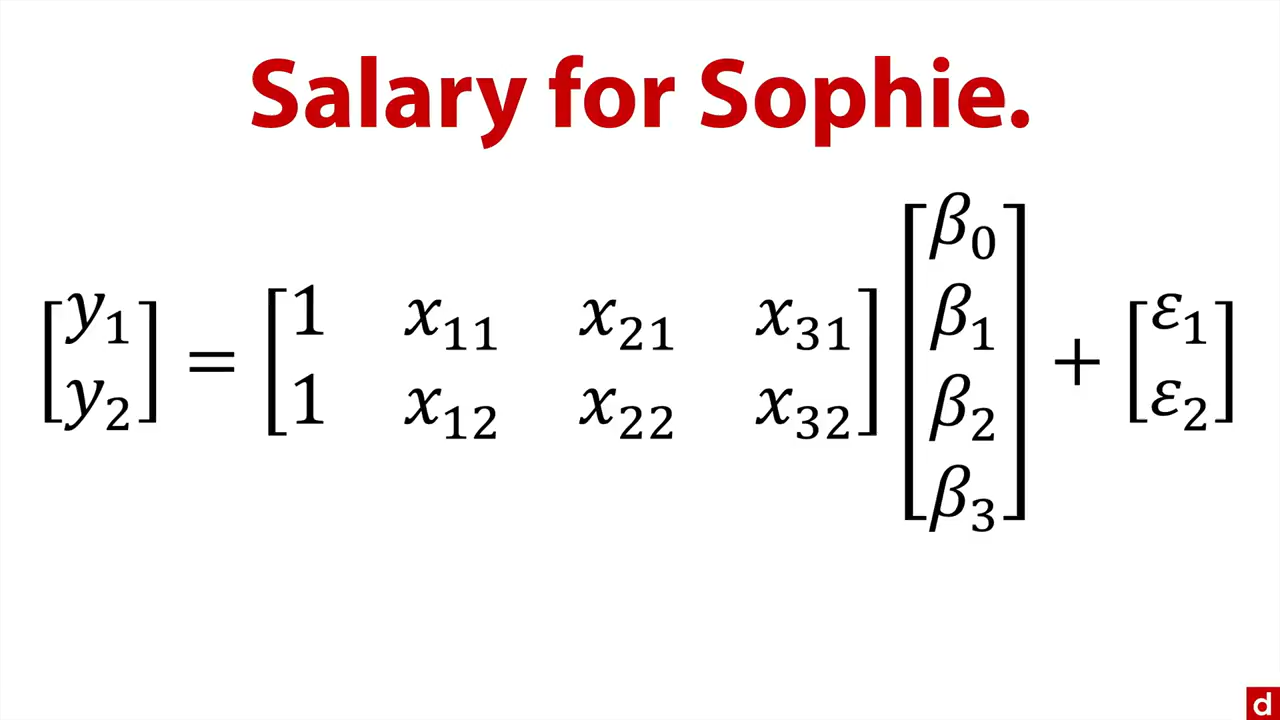 Salary for Sophie.
[y₁ y₂] = [1 x₁₁ x₂₁ x₃₁
1 x₁₂ x₂₂ x₃₂] [β₀ β₁ β₂ β₃] + [ε₁ ε₂]
d